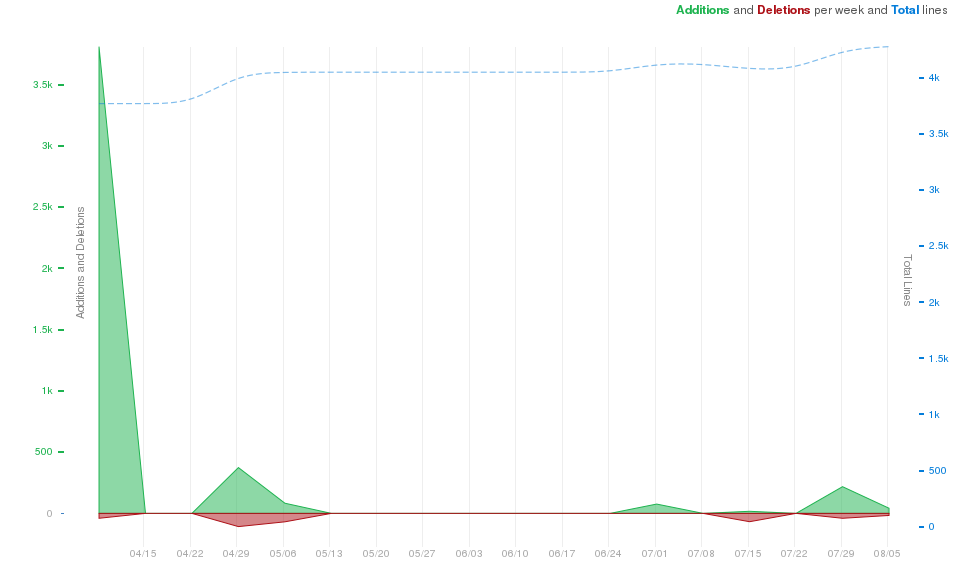 Additions and Deletions per week and Total lines
3.5k
3k
2.5k
2k
1.5k
1k
500
0
Additions and Deletions
4k
3.5k
3k
2.5k
2k
1.5k
1k
500
0
Total Lines
04/15 04/22 04/29 05/06 05/13 05/20 05/27 06/03 06/10 06/17 06/24 07/01 07/08 07/15 07/22 07/29 08/05